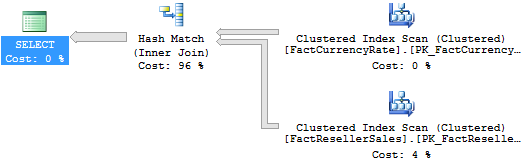 SELECT
Cost: 0 %
Hash Match
(Inner Join)
Cost: 96 %
Clustered Index Scan (Clustered)
[FactCurrencyRate].[PK_FactCurrency…
Cost: 0 %
Clustered Index Scan (Clustered)
[FactResellerSales].[PK_FactReselle…
Cost: 4 %